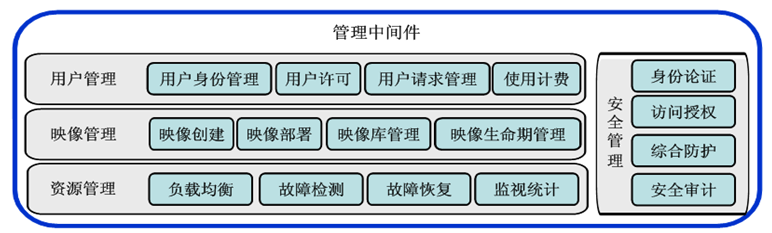 管理中间件
用户管理 用户身份管理 用户许可 用户请求管理 使用计费
映像管理 映像创建 映像部署 映像库管理 映像生命期管理
资源管理 负载均衡 故障检测 故障恢复 监视统计
安全管理
身份论证
访问授权
综合防护
安全审计